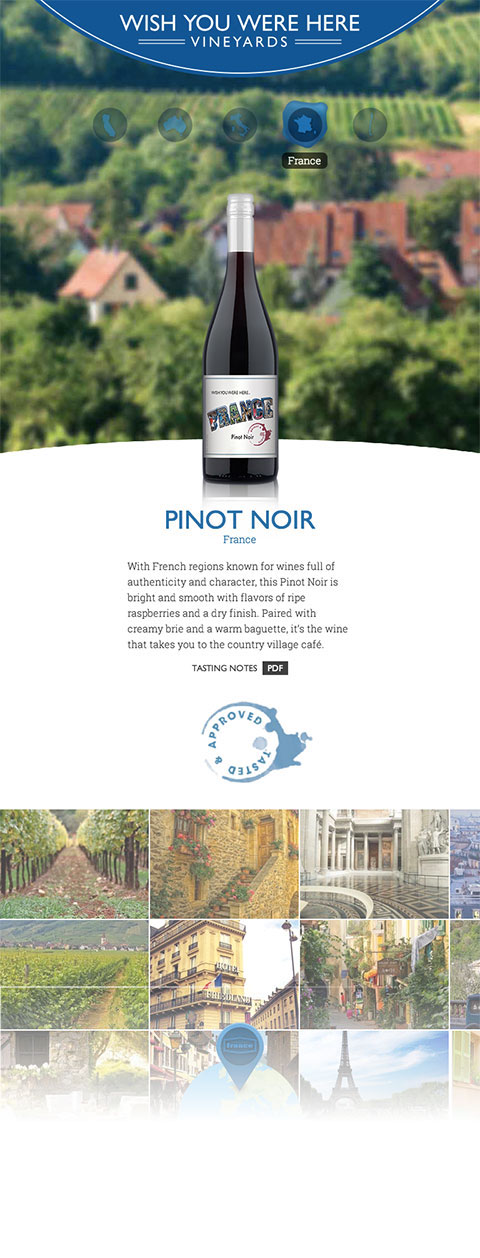 WISH YOU WERE HERE
VINEYARDS
France
WISH YOU WERE HERE...
FRANCE
Pinot Noir
PINOT NOIR
France
With French regions known for wines full of
authenticity and character, this Pinot Noir is
bright and smooth with flavors of ripe
raspberries and a dry finish. Paired with
creamy brie and a warm baguette, it's the wine
that takes you to the country village café.
TASTING NOTES PDF
TASTED & APPROVED
HOTEL
FRIEDLAND
france